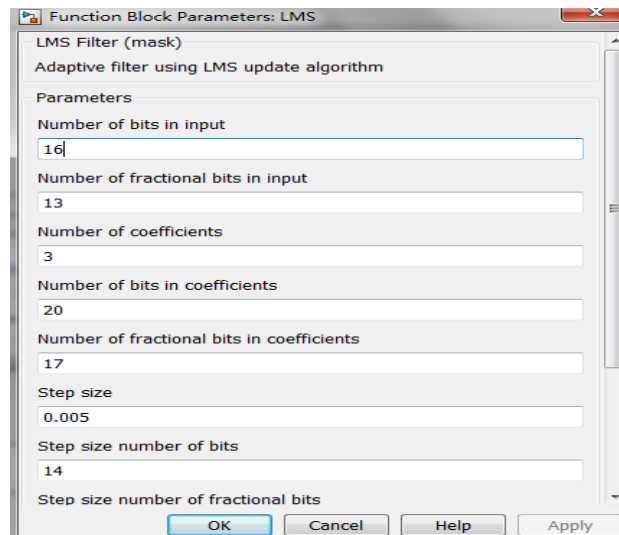 Function Block Parameters: LMS
LMS Filter (mask)
Adaptive filter using LMS update algorithm
Parameters
Number of bits in input
16
Number of fractional bits in input
13
Number of coefficients
3
Number of bits in coefficients
20
Number of fractional bits in coefficients
17
Step size
0.005
Step size number of bits
14
Step size number of fractional bits
OK Cancel Help Apply